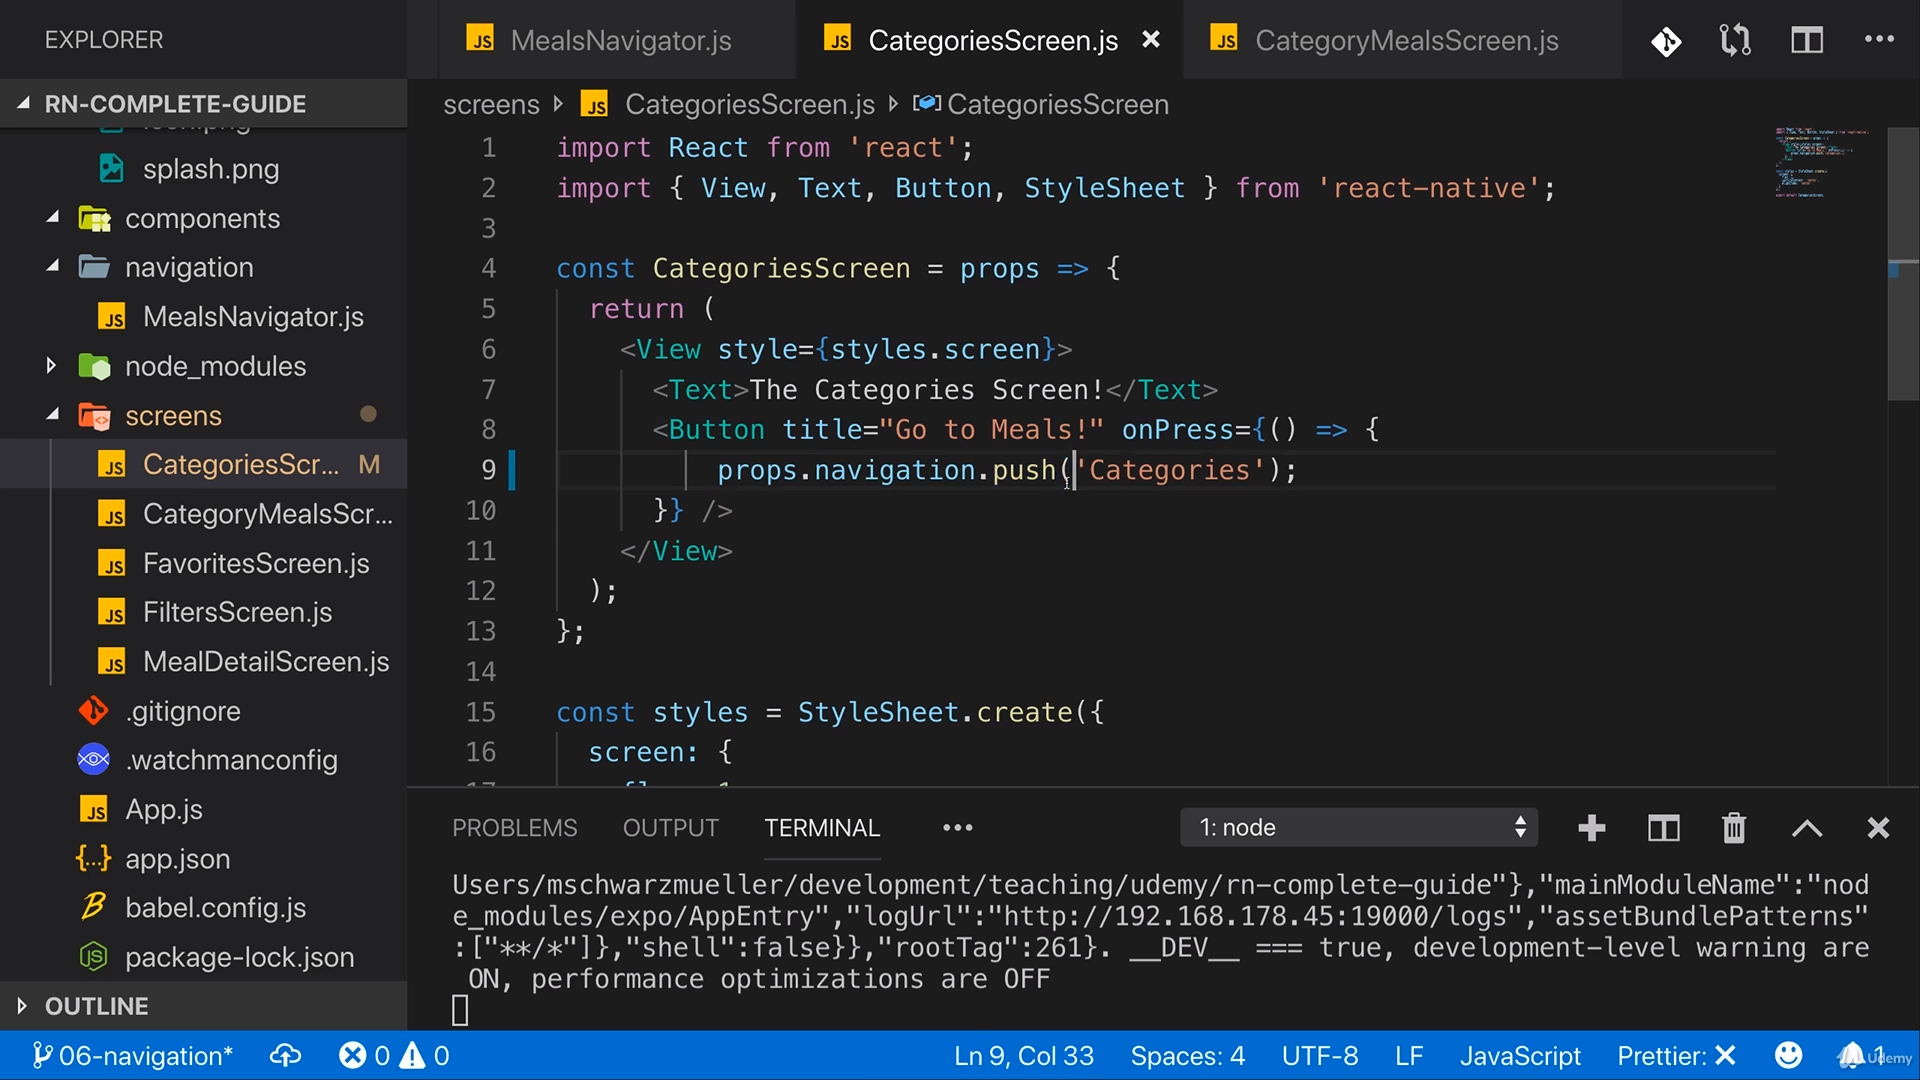 EXPLORER
MealsNavigator.js
CategoriesScreen.js
CategoryMealsScreen.js
RN-COMPLETE-GUIDE
screens CategoriesScreen.js CategoriesScreen
splash.png
components
navigation
MealsNavigator.js
node_modules
screens
CategoriesScr... M
CategoryMealsScr...
FavoritesScreen.js
FiltersScreen.js
MealDetailScreen.js
.gitignore
.watchmanconfig
App.js
app.json
babel.config.js
package-lock.json
OUTLINE
1 import React from 'react';
2 import { View, Text, Button, StyleSheet } from 'react-native';
3
4 const CategoriesScreen = props => {
5 return (
6 <View style={styles.screen}>
7 <Text>The Categories Screen!</Text>
8 <Button title="Go to Meals!" onPress={() => {
9 props.navigation.push('Categories');
10 }} />
11 </View>
12 );
13 };
14
15 const styles = StyleSheet.create({
16 screen: {
PROBLEMS OUTPUT TERMINAL
1: node
Users/mschwarzmueller/development/teaching/udemy/rn-complete-guide"},"mainModuleName":"nod
e_modules/expo/AppEntry","logUrl":"http://192.168.178.45:19000/logs","assetBundlePatterns"
:["**/*"]},"shell":false}},"rootTag":261}. __DEV__ === true, development-level warning are
ON, performance optimizations are OFF
06-navigation* 0 0 Ln 9, Col 33 Spaces: 4 UTF-8 LF JavaScript Prettier: 1
Udemy